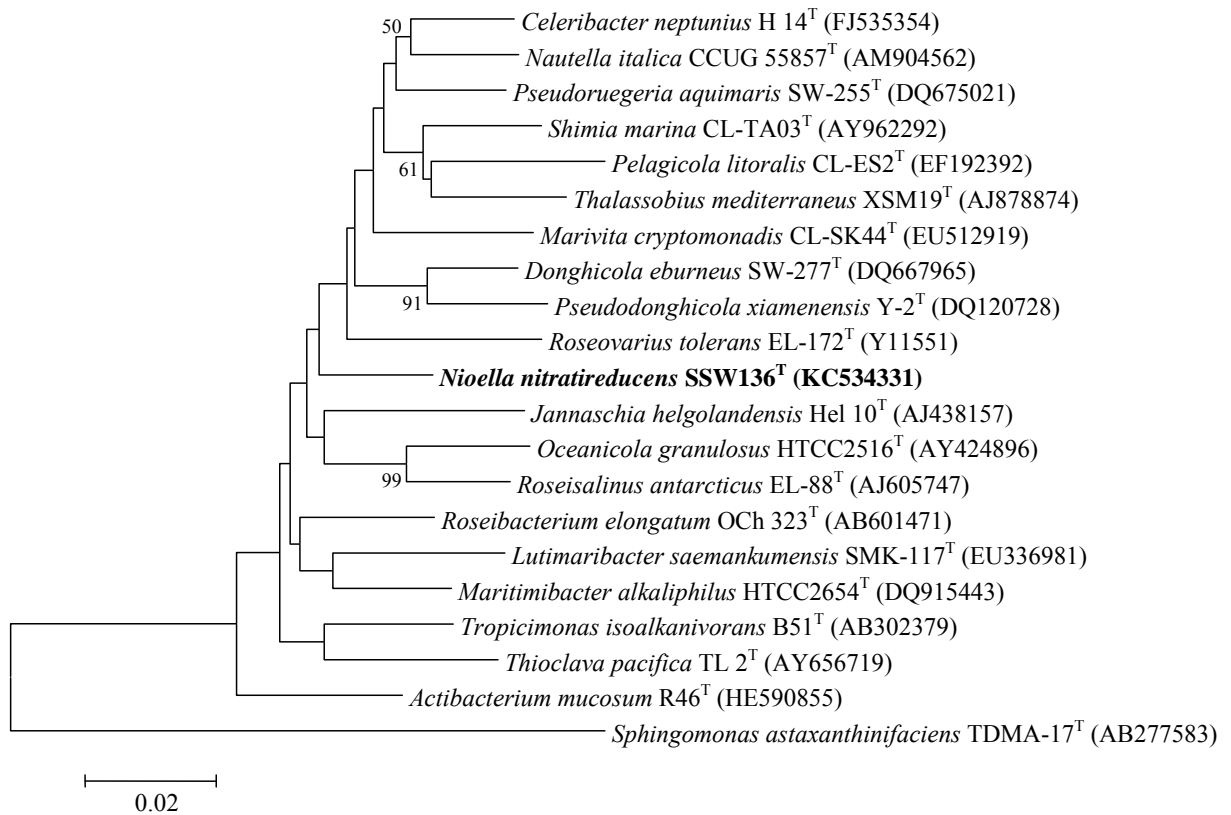 Celeribacter neptunius H 14T (FJ535354)
50
Nautella italica CCUG 55857T (AM904562)
Pseudoruegeria aquimaris SW-255T (DQ675021)
Shimia marina CL-TA03T (AY962292)
Pelagicola litoralis CL-ES2T (EF192392)
61
Thalassobius mediterraneus XSM19T (AJ878874)
Marivita cryptomonadis CL-SK44T (EU512919)
Donghicola eburneus SW-277T (DQ667965)
91
Pseudodonghicola xiamenensis Y-2T (DQ120728)
Roseovarius tolerans EL-172T (Y11551)
Nioella nitratireducens SSW136T (KC534331)
Jannaschia helgolandensis Hel 10T (AJ438157)
Oceanicola granulosus HTCC2516T (AY424896)
99
Roseisalinus antarcticus EL-88T (AJ605747)
Roseibacterium elongatum OCh 323T (AB601471)
Lutimaribacter saemankumensis SMK-117T (EU336981)
Maritimibacter alkaliphilus HTCC2654T (DQ915443)
Tropicimonas isoalkanivorans B51T (AB302379)
Thioclava pacifica TL 2T (AY656719)
Actibacterium mucosum R46T (HE590855)
Sphingomonas astaxanthinifaciens TDMA-17T (AB277583)
0.02